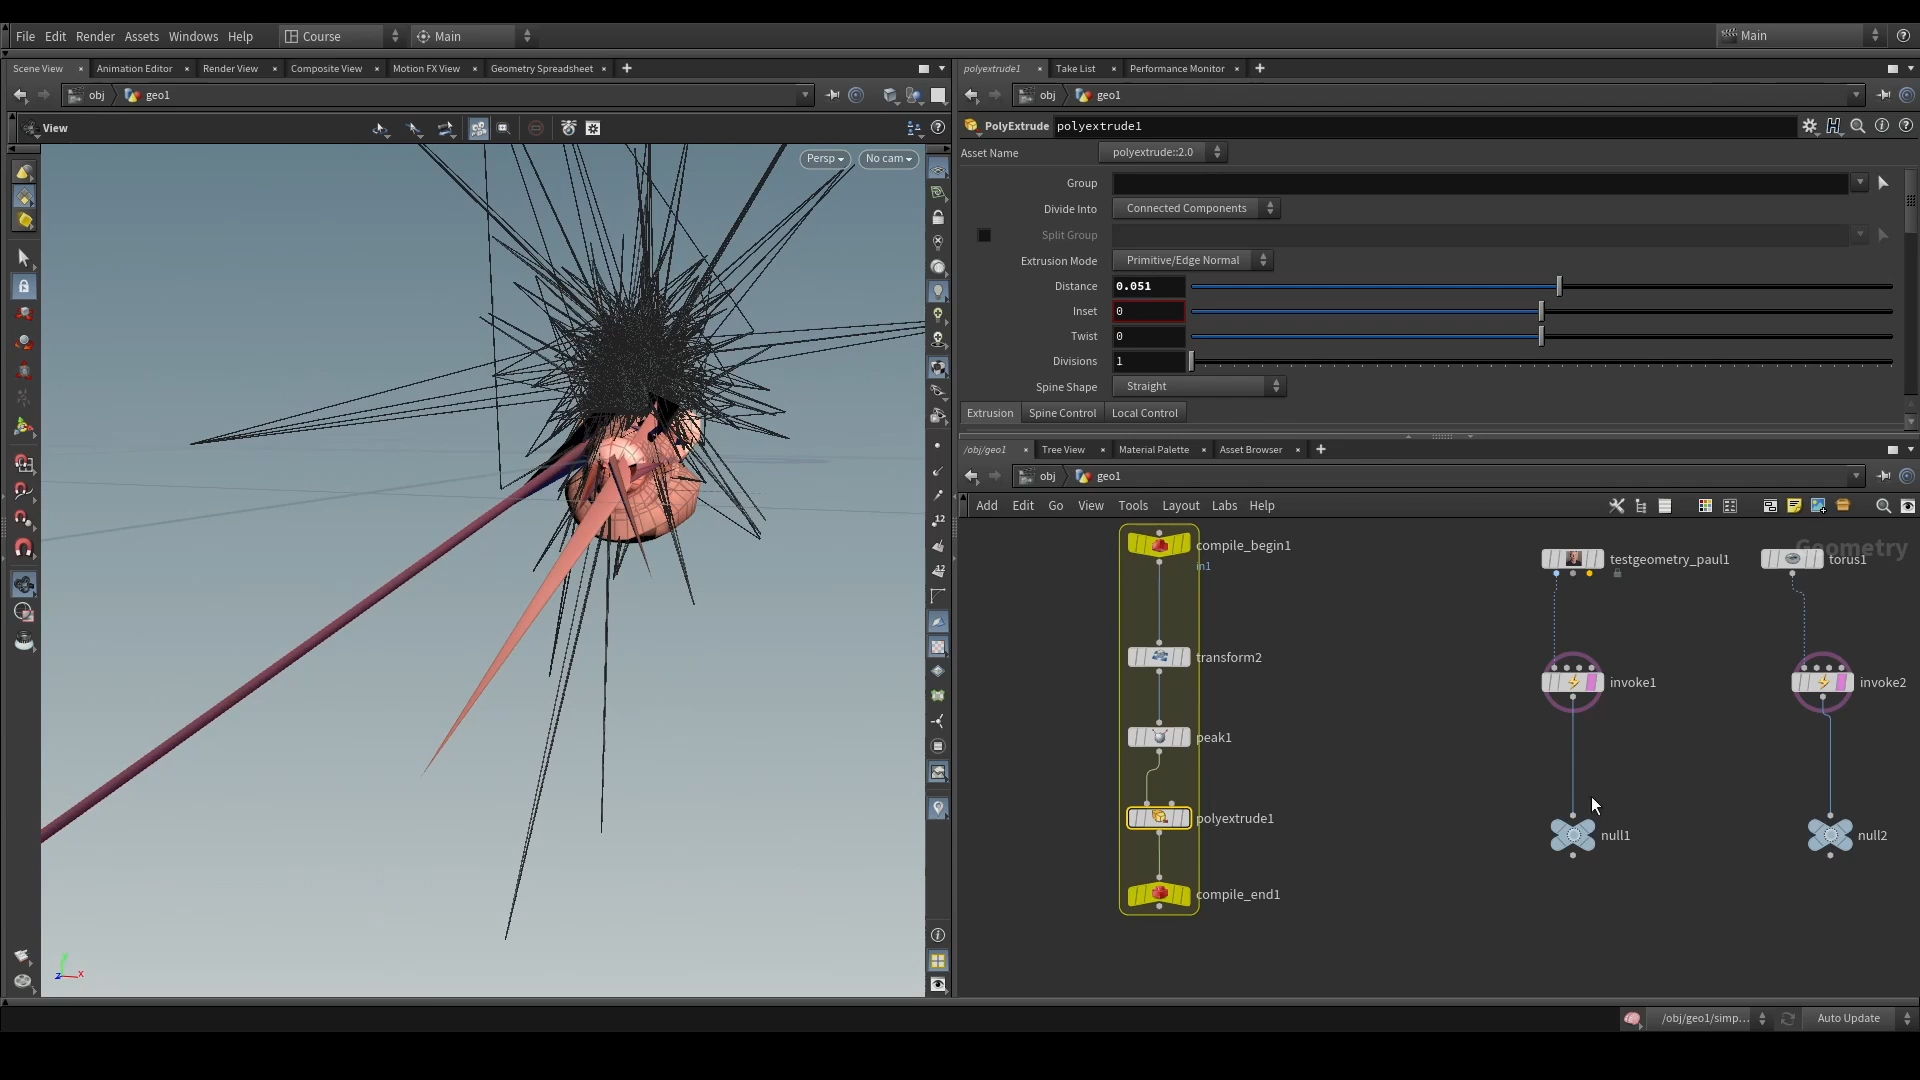 File Edit Render Assets Windows Help Course Main Main
Scene View Animation Editor Render View Composite View Motion FX View Geometry Spreadsheet
obj geo1
View
Persp No cam
z x
polyextrude1 Take List Performance Monitor
obj geo1
PolyExtrude polyextrude1
Asset Name polyextrude::2.0
Group
Divide Into Connected Components
Split Group
Extrusion Mode Primitive/Edge Normal
Distance 0.051
Inset 0
Twist 0
Divisions 1
Spine Shape Straight
Extrusion Spine Control Local Control
/obj/geo1 Tree View Material Palette Asset Browser
obj geo1
Add Edit Go View Tools Layout Labs Help
Geometry
compile_begin1
in1
testgeometry_paul1
torus1
transform2
invoke1
invoke2
peak1
polyextrude1
null1
null2
compile_end1
/obj/geo1/simp... Auto Update